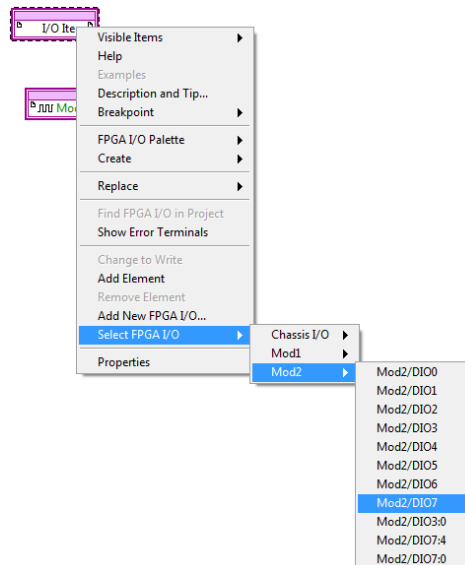 I/O Ite
Mod
Visible Items
Help
Examples
Description and Tip...
Breakpoint
FPGA I/O Palette
Create
Replace
Find FPGA I/O in Project
Show Error Terminals
Change to Write
Add Element
Remove Element
Add New FPGA I/O...
Select FPGA I/O
Properties
Chassis I/O
Mod1
Mod2
Mod2/DIO0
Mod2/DIO1
Mod2/DIO2
Mod2/DIO3
Mod2/DIO4
Mod2/DIO5
Mod2/DIO6
Mod2/DIO7
Mod2/DIO3:0
Mod2/DIO7:4
Mod2/DIO7:0